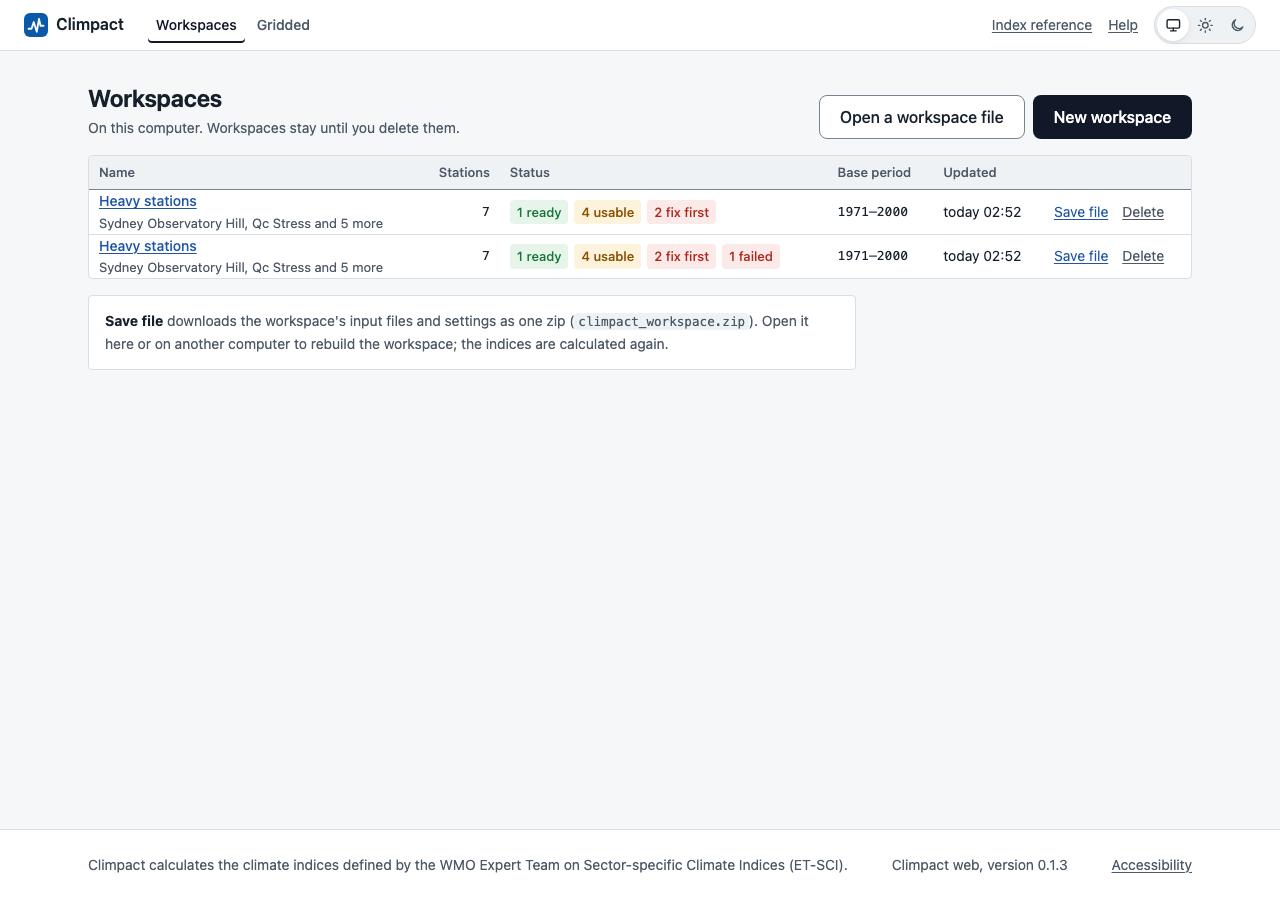 Climpact
Workspaces
Gridded
Index reference
Help
Workspaces
On this computer. Workspaces stay until you delete them.
Open a workspace file
New workspace
Name Stations Status Base period Updated
Heavy stations
Sydney Observatory Hill, Qc Stress and 5 more
7 1 ready 4 usable 2 fix first 1971–2000 today 02:52 Save file Delete
Heavy stations
Sydney Observatory Hill, Qc Stress and 5 more
7 1 ready 4 usable 2 fix first 1 failed 1971–2000 today 02:52 Save file Delete
Save file downloads the workspace's input files and settings as one zip (climpact_workspace.zip). Open it
here or on another computer to rebuild the workspace; the indices are calculated again.
Climpact calculates the climate indices defined by the WMO Expert Team on Sector-specific Climate Indices (ET-SCI).
Climpact web, version 0.1.3
Accessibility